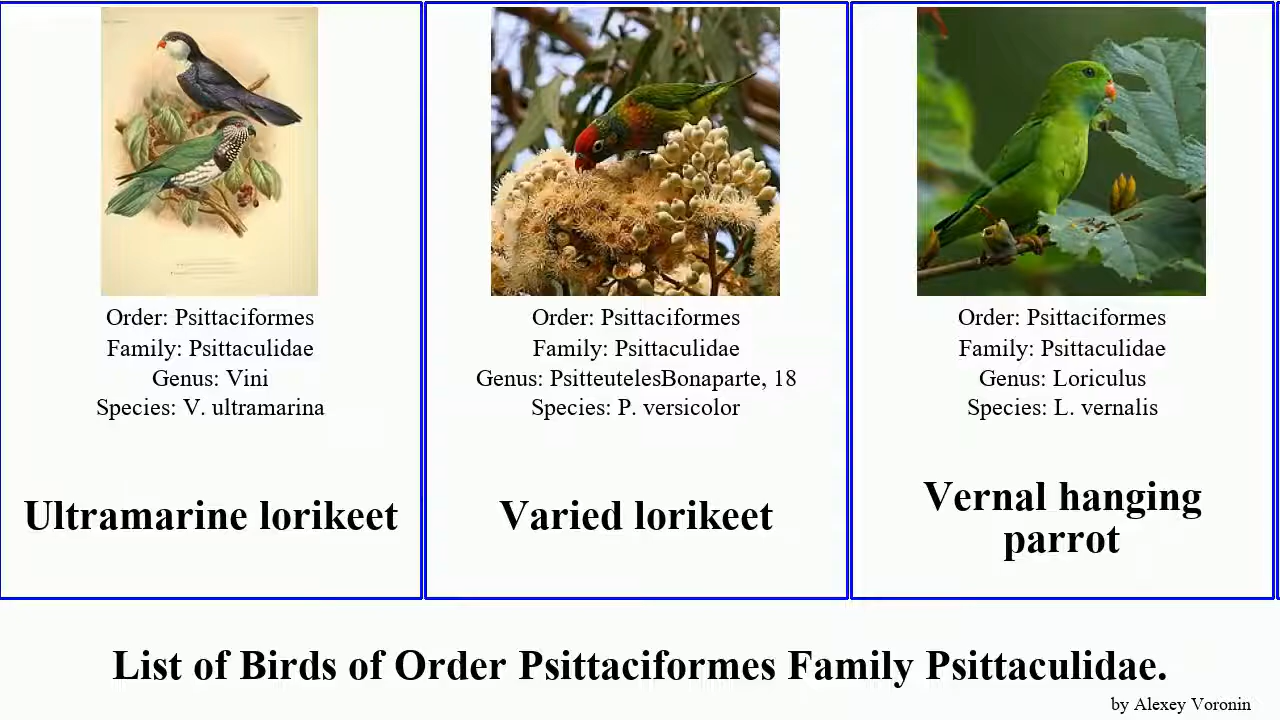 Order: Psittaciformes
Family: Psittaculidae
Genus: Vini
Species: V. ultramarina
Ultramarine lorikeet
Order: Psittaciformes
Family: Psittaculidae
Genus: PsitteutelesBonaparte, 18
Species: P. versicolor
Varied lorikeet
Order: Psittaciformes
Family: Psittaculidae
Genus: Loriculus
Species: L. vernalis
Vernal hanging
parrot
List of Birds of Order Psittaciformes Family Psittaculidae.
by Alexey Voronin